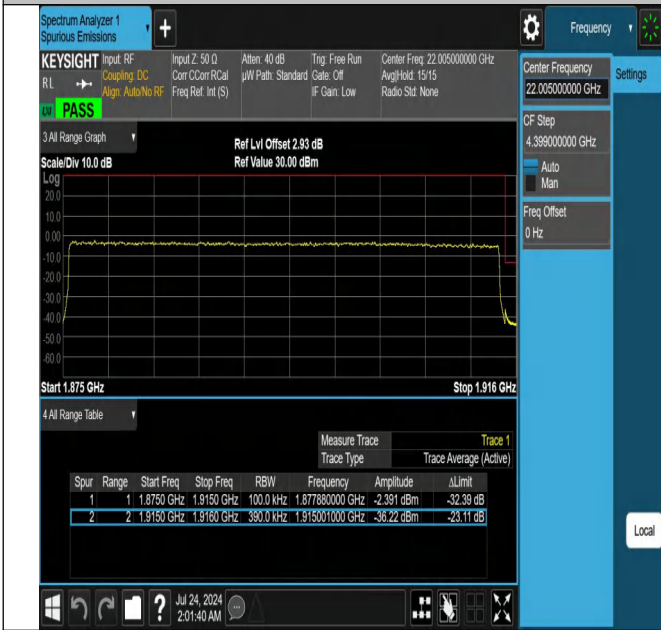 Spectrum Analyzer 1
Spurious Emissions
+
Frequency
KEYSIGHT Input: RF Input Z: 50 Ω Atten: 40 dB Trig: Free Run Center Freq: 22.005000000 GHz
RL Coupling: DC Corr CCorr RCal µW Path: Standard Gate: Off Avg|Hold: 15/15
Align: Auto/No RF Freq Ref: Int (S) IF Gain: Low Radio Std: None
LXI PASS
Center Frequency
22.005000000 GHz
Settings
CF Step
4.399000000 GHz
Auto
Man
Freq Offset
0 Hz
3 All Range Graph
Ref Lvl Offset 2.93 dB
Scale/Div 10.0 dB Ref Value 30.00 dBm
Log
20.0
10.0
0.00
-10.0
-20.0
-30.0
-40.0
-50.0
-60.0
Start 1.875 GHz Stop 1.916 GHz
4 All Range Table
Measure Trace Trace 1
Trace Type Trace Average (Active)
Spur Range Start Freq Stop Freq RBW Frequency Amplitude ΔLimit
1 1 1.8750 GHz 1.9150 GHz 100.0 kHz 1.877880000 GHz -2.391 dBm -32.39 dB
2 2 1.9150 GHz 1.9160 GHz 390.0 kHz 1.915001000 GHz -36.22 dBm -23.11 dB
Local
? Jul 24, 2024
2:01:40 AM